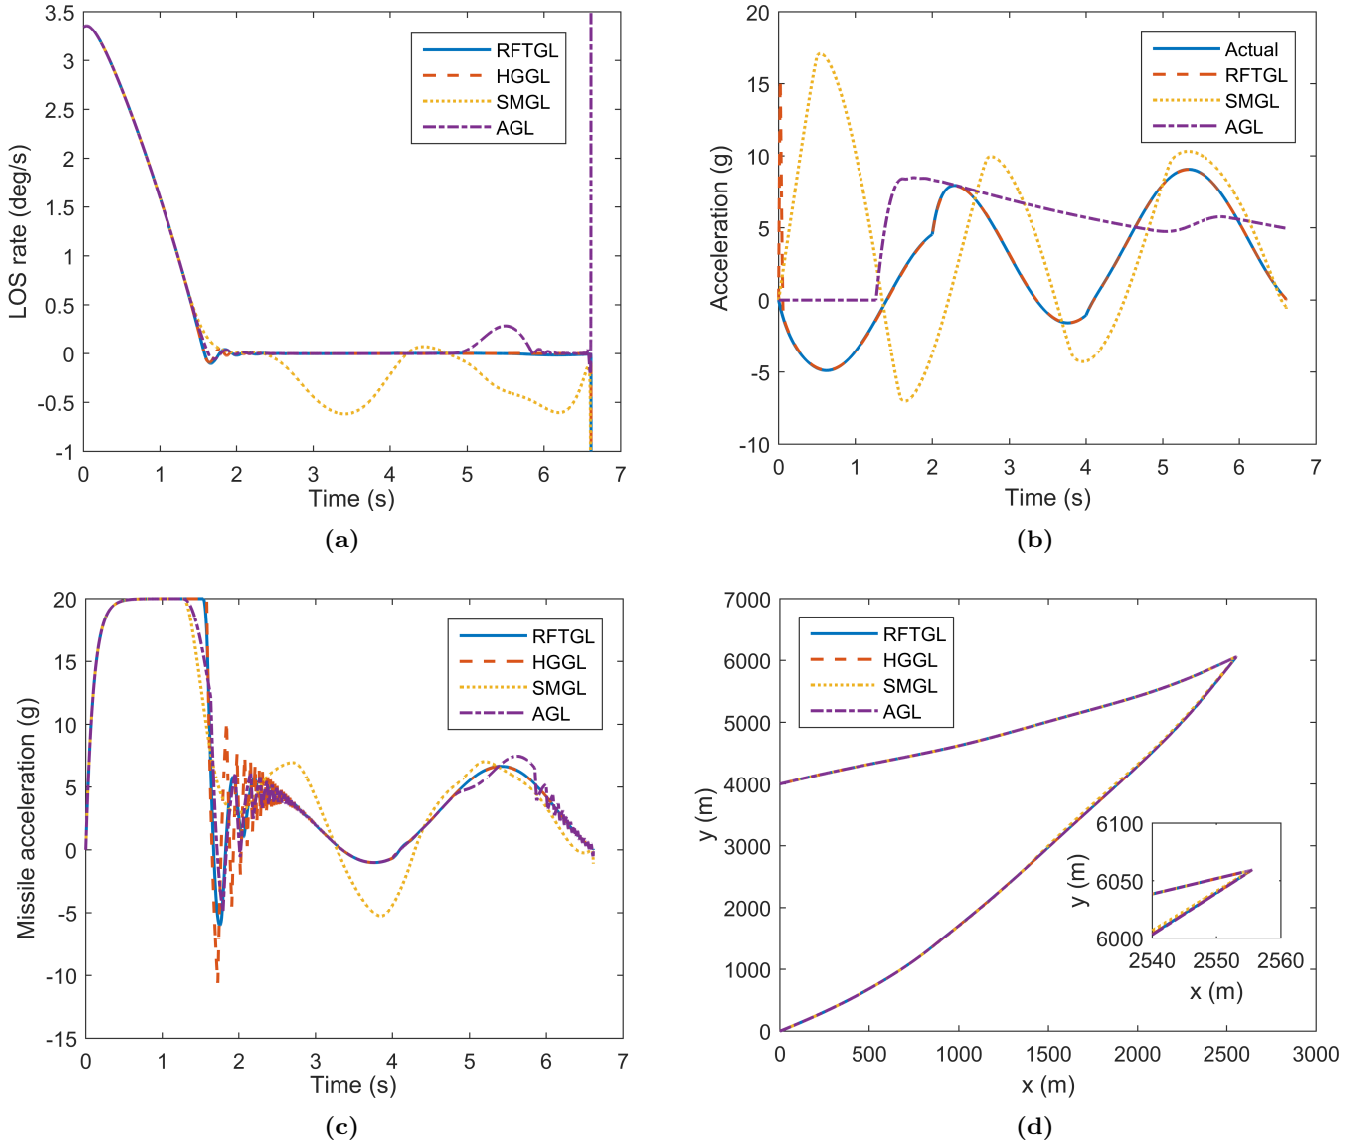 3.5
3
2.5
2
1.5
1
0.5
0
-0.5
-1
0 1 2 3 4 5 6 7
LOS rate (deg/s)
Time (s)
RFTGL
HGGL
SMGL
AGL
(a)
20
15
10
5
0
-5
-10
0 1 2 3 4 5 6 7
Acceleration (g)
Time (s)
Actual
RFTGL
SMGL
AGL
(b)
20
15
10
5
0
-5
-10
-15
0 1 2 3 4 5 6 7
Missile acceleration (g)
Time (s)
RFTGL
HGGL
SMGL
AGL
(c)
7000
6000
5000
4000
3000
2000
1000
0
0 500 1000 1500 2000 2500 3000
y (m)
x (m)
RFTGL
HGGL
SMGL
AGL
6100
6050
6000
2540 2550 2560
y (m)
x (m)
(d)